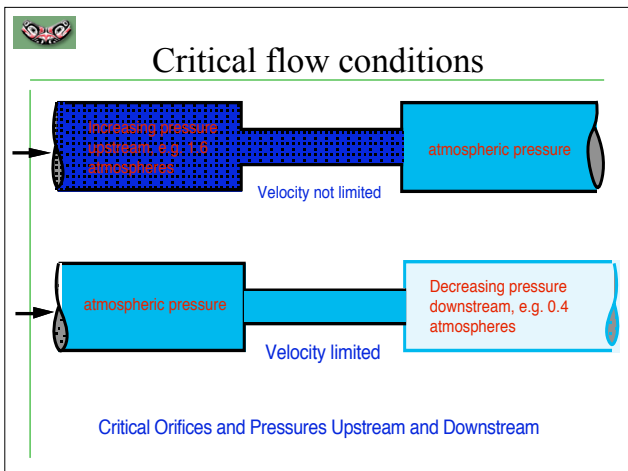 Critical flow conditions
Increasing pressure
upstream, e.g. 1.6
atmospheres
atmospheric pressure
Velocity not limited
atmospheric pressure
Decreasing pressure
downstream, e.g. 0.4
atmospheres
Velocity limited
Critical Orifices and Pressures Upstream and Downstream